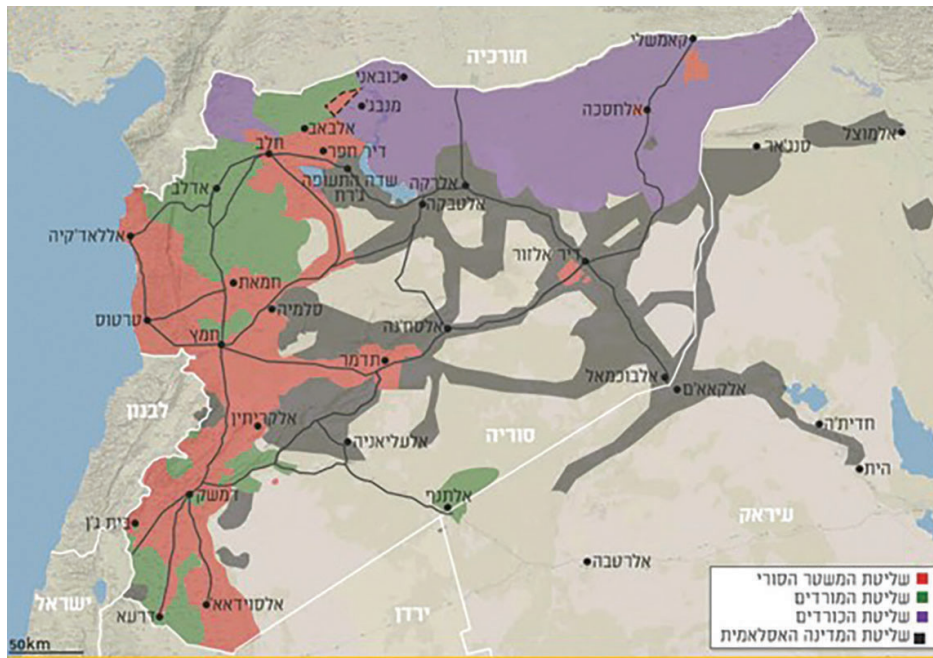 תורכיה
קאמשלי
כובאני
מנבג'
אלבאב
אלחסכה
חלב
דיר חפר
סנג'אר
אלמוצל
שדה התעופה
ג'רח
אדלב
אלרקה
אלטבקה
אללאד'קיה
דיר אלזור
חמאת
סלמיה
טרטוס
אלסח'נה
חמץ
תדמר
אלבוכמאל
אלקאא'ם
לבנון
אלקריתין
סוריה
חדית'ה
אלעליאניה
הית
דמשק
אלתנף
בית ג'ן
עיראק
אלרטבה
ישראל
אלסוידאא'
דרעא
ירדן
שליטת המשטר הסורי
שליטת המורדים
שליטת הכורדים
שליטת המדינה האסלאמית
50km